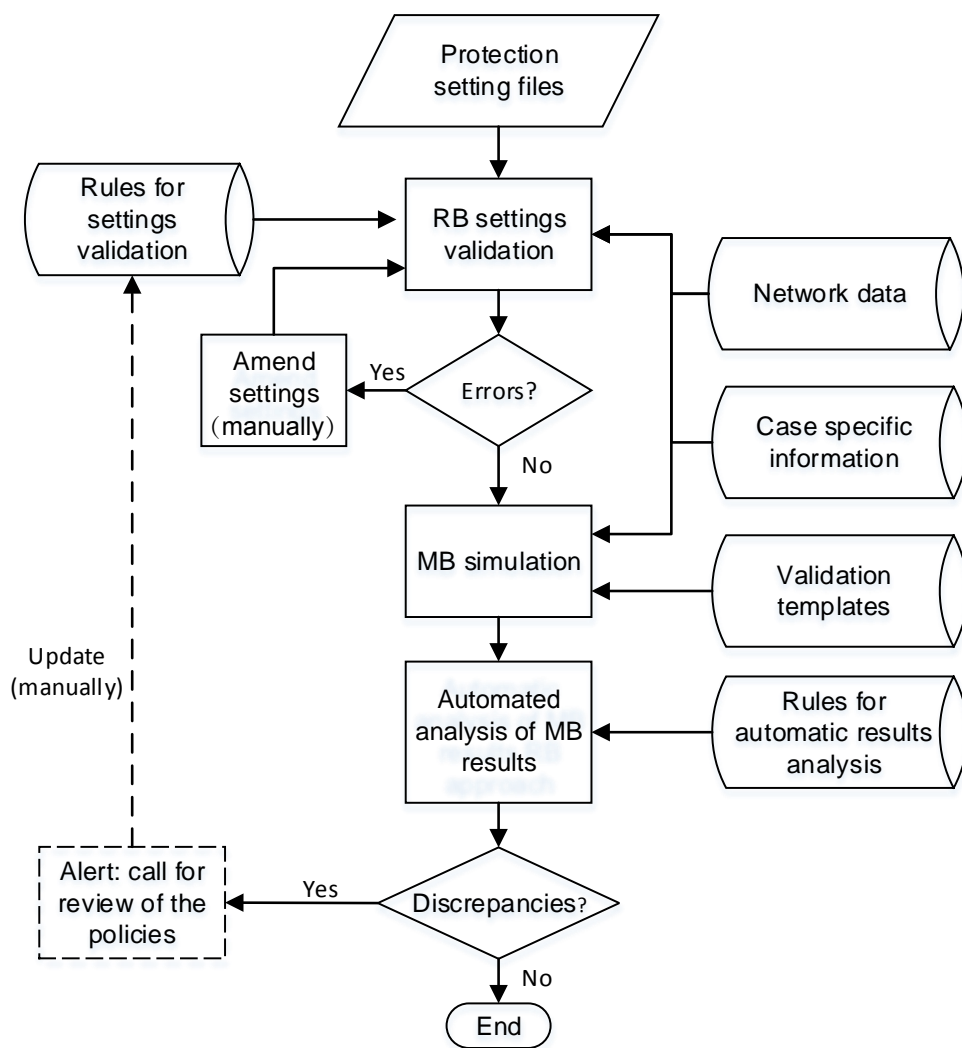 Protection
setting files
Rules for
settings
validation
RB settings
validation
Network data
Amend
settings
（manually）
Yes
Errors?
Case specific
information
No
MB simulation
Validation
templates
Update
(manually)
Automated
analysis of MB
results
Rules for
automatic results
analysis
Alert: call for
review of the
policies
Yes
Discrepancies?
No
End